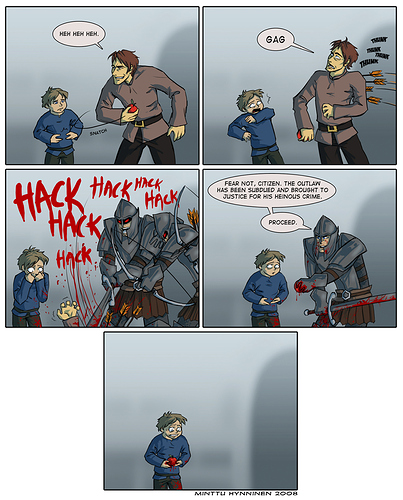 HEH HEH HEH.
SNATCH
GAG
THUNK
THUNK
THUNK
THUNK
HACK
HACK
HACK
HACK
HACK
HACK
FEAR NOT, CITIZEN. THE OUTLAW
HAS BEEN SUBDUED AND BROUGHT TO
JUSTICE FOR HIS HEINOUS CRIME.
PROCEED.
MINTTU HYNNINEN 2008